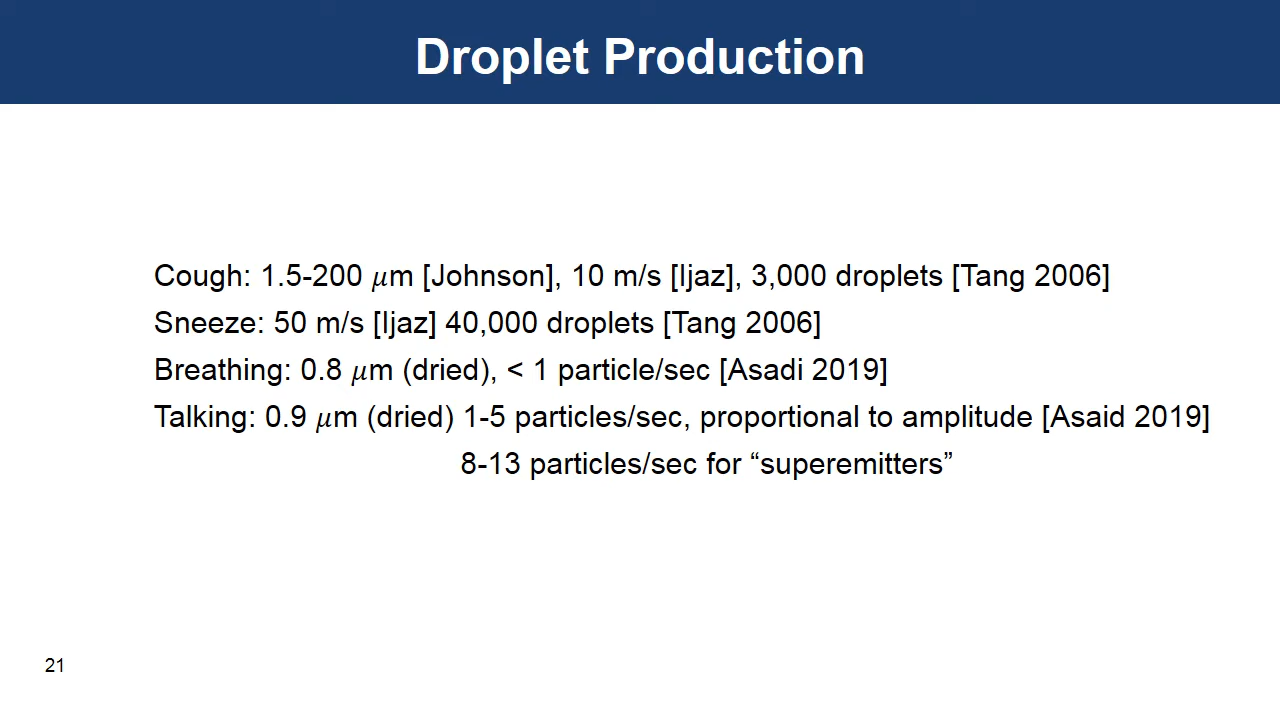 Droplet Production
Cough: 1.5-200 𝜇m [Johnson], 10 m/s [Ijaz], 3,000 droplets [Tang 2006]
Sneeze: 50 m/s [Ijaz] 40,000 droplets [Tang 2006]
Breathing: 0.8 𝜇m (dried), < 1 particle/sec [Asadi 2019]
Talking: 0.9 𝜇m (dried) 1-5 particles/sec, proportional to amplitude [Asaid 2019]
8-13 particles/sec for “superemitters”
21